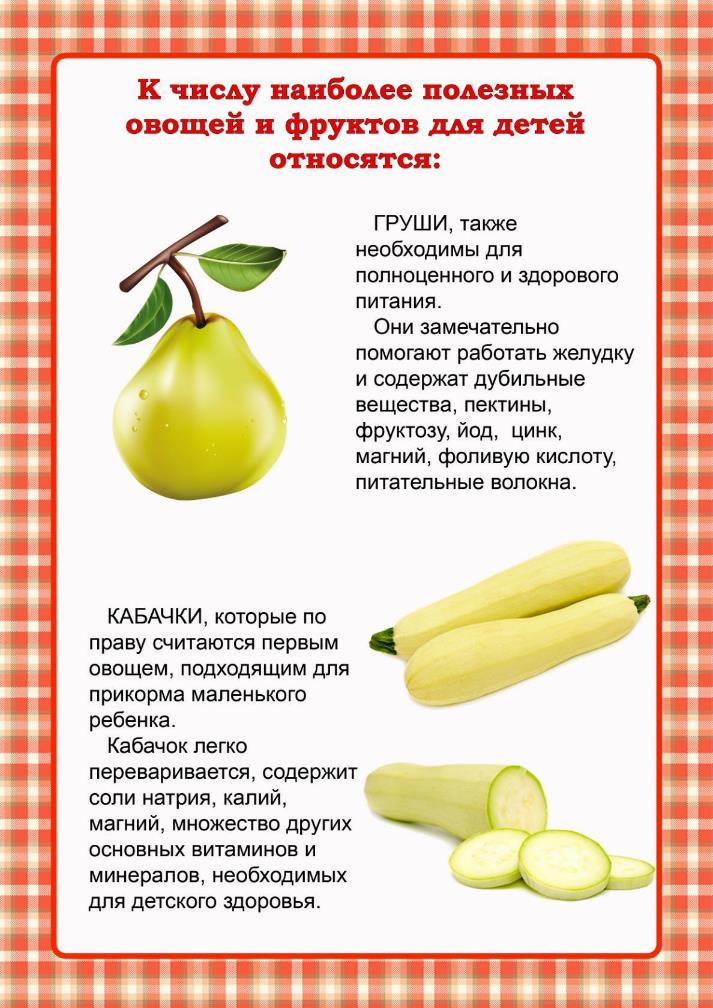 К числу наиболее полезных
овощей и фруктов для детей
относятся:
ГРУШИ, также
необходимы для
полноценного и здорового
питания.
Они замечательно
помогают работать желудку
и содержат дубильные
вещества, пектины,
фруктозу, йод, цинк,
магний, фоливую кислоту,
питательные волокна.
КАБАЧКИ, которые по
праву считаются первым
овощем, подходящим для
прикорма маленького
ребенка.
Кабачок легко
переваривается, содержит
соли натрия, калий,
магний, множество других
основных витаминов и
минералов, необходимых
для детского здоровья.